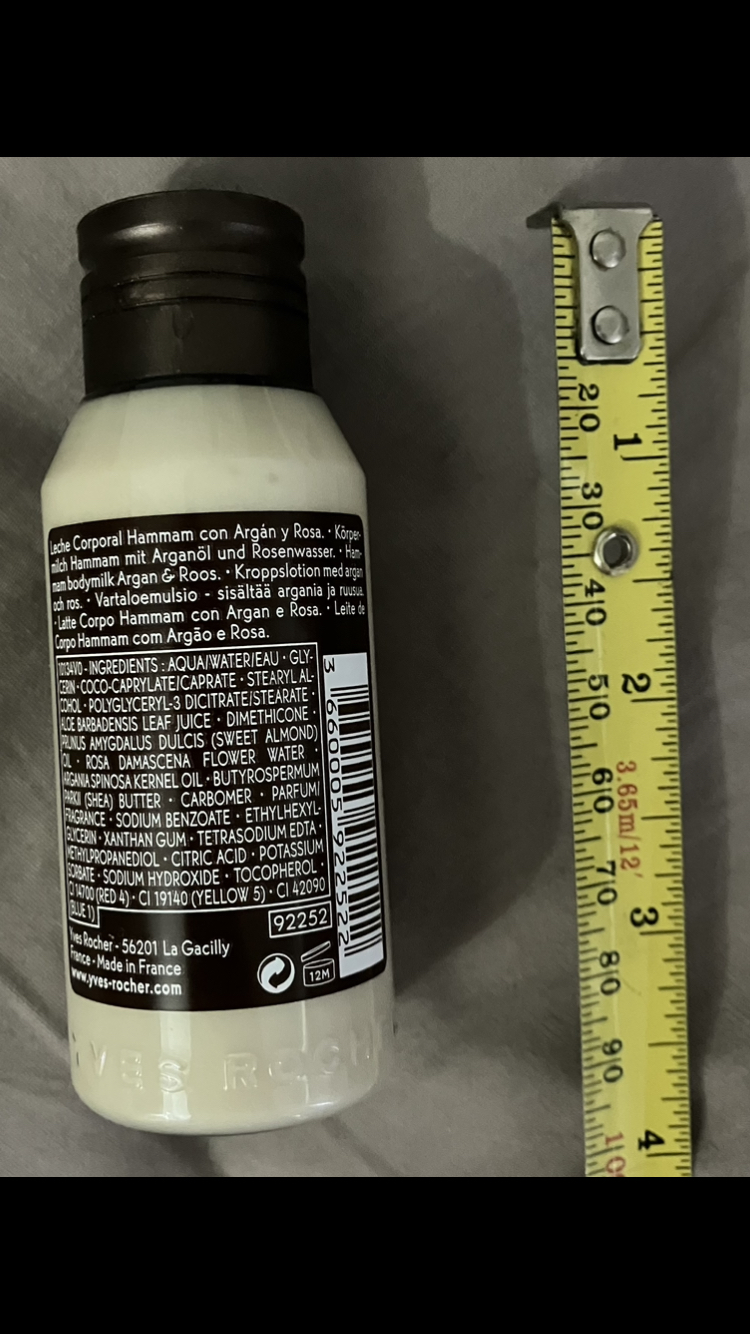 Leche Corporal Hammam con Argán y Rosa. · Körper-
milch Hammam mit Arganöl und Rosenwasser. · Ham-
mam bodymilk Argan & Roos. · Kroppslotion med argan
och ros. · Vartaloemulsio - sisältää argania ja ruusua.
· Latte Corpo Hammam con Argan e Rosa. · Leite de
Corpo Hammam com Argão e Rosa.
10134V0 - INGREDIENTS : AQUA/WATER/EAU · GLY-
CERIN · COCO-CAPRYLATE/CAPRATE · STEARYL AL-
COHOL · POLYGLYCERYL-3 DICITRATE/STEARATE ·
ALOE BARBADENSIS LEAF JUICE · DIMETHICONE ·
PRUNUS AMYGDALUS DULCIS (SWEET ALMOND)
OIL · ROSA DAMASCENA FLOWER WATER ·
ARGANIA SPINOSA KERNEL OIL · BUTYROSPERMUM
PARKII (SHEA) BUTTER · CARBOMER · PARFUM/
FRAGRANCE · SODIUM BENZOATE · ETHYLHEXYL-
GLYCERIN · XANTHAN GUM · TETRASODIUM EDTA ·
METHYLPROPANEDIOL · CITRIC ACID · POTASSIUM
SORBATE · SODIUM HYDROXIDE · TOCOPHEROL ·
CI 14700 (RED 4) · CI 19140 (YELLOW 5) · CI 42090
(BLUE 1)
92252
Yves Rocher - 56201 La Gacilly
France - Made in France
www.yves-rocher.com
12M
3 660005 922522
YVES ROCHE
20
1
30
40
2
50
3.65m/12'
60
70
3
80
90
4